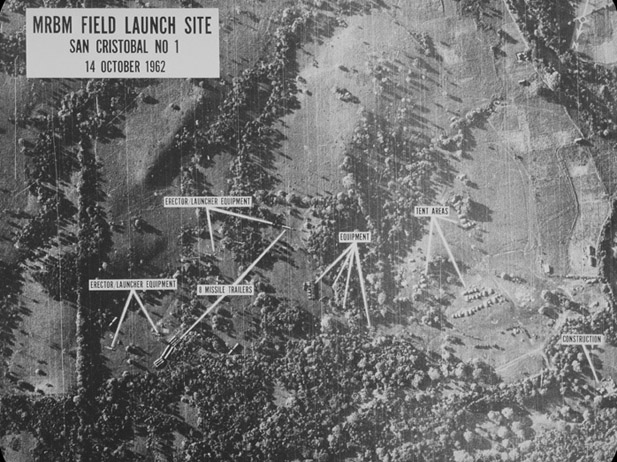 MRBM FIELD LAUNCH SITE
SAN CRISTOBAL NO 1
14 OCTOBER 1962
ERECTOR/LAUNCHER EQUIPMENT
TENT AREAS
EQUIPMENT
ERECTOR/LAUNCHER EQUIPMENT
8 MISSILE TRAILERS
CONSTRUCTION